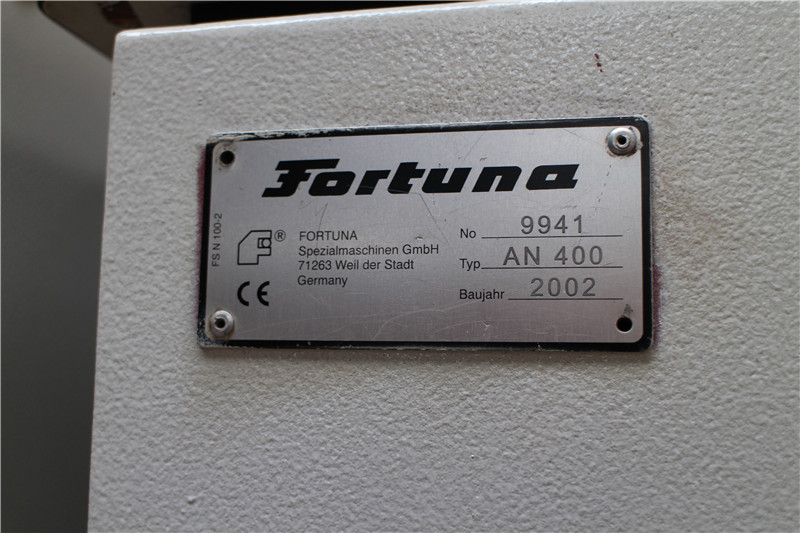 Fortuna
FS N 100-2
®
FORTUNA
Spezialmaschinen GmbH
71263 Weil der Stadt
Germany
CE
No 9941
Typ AN 400
Baujahr 2002